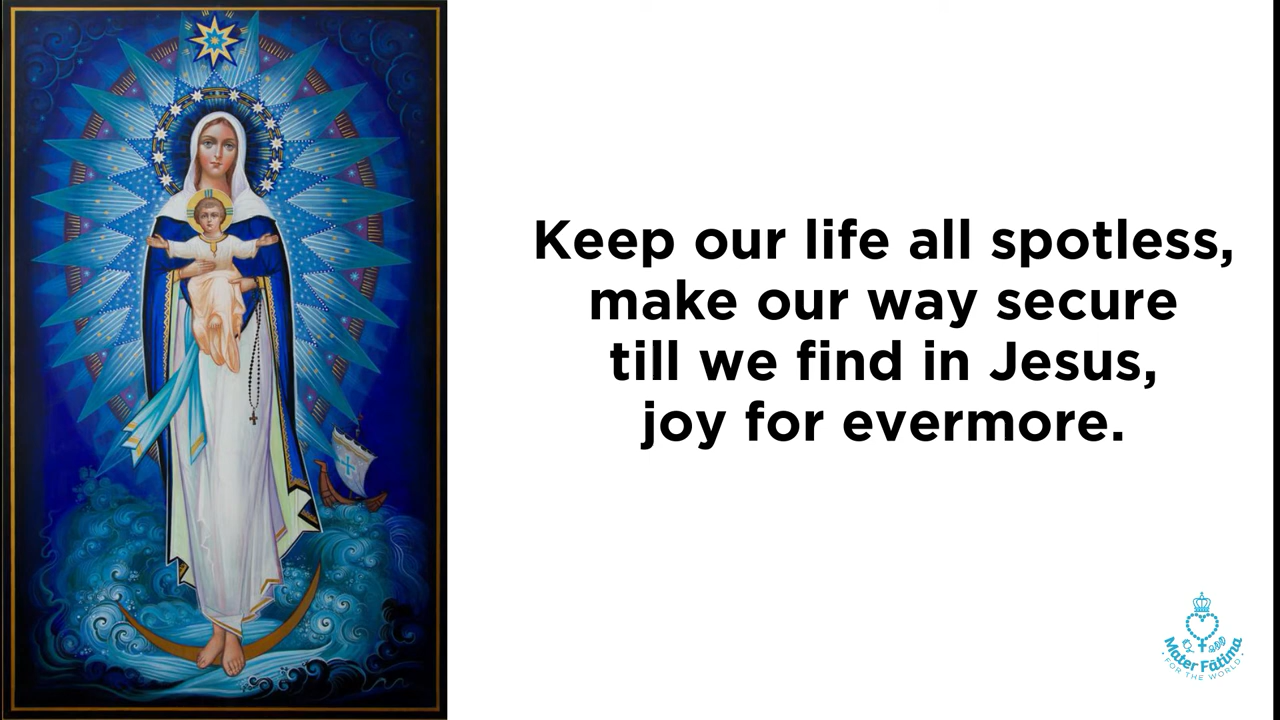 Keep our life all spotless,
make our way secure
till we find in Jesus,
joy for evermore.
Mater Fátima
• FOR THE WORLD •